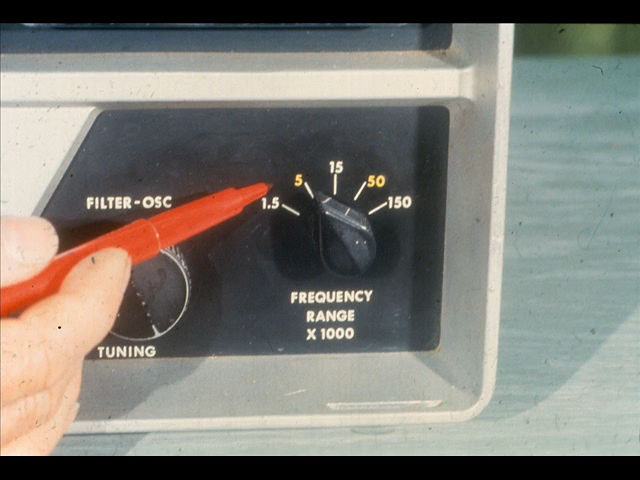 FILTER-OSC
TUNING
1.5
5
15
50
150
FREQUENCY
RANGE
X 1000